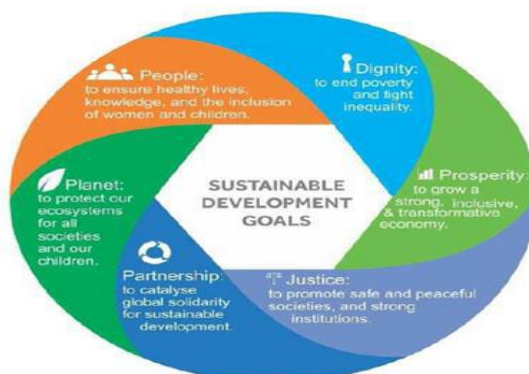 Dignity:
to end poverty
and fight
inequality.
Prosperity:
to grow a
strong, inclusive,
& transformative
economy.
Justice:
to promote safe and peaceful
societies, and strong
institutions.
Partnership:
to catalyse
global solidarity
for sustainable
development.
Planet:
to protect our
ecosystems
for all
societies
and our
children.
People:
to ensure healthy lives,
knowledge, and the inclusion
of women and children.
SUSTAINABLE
DEVELOPMENT
GOALS